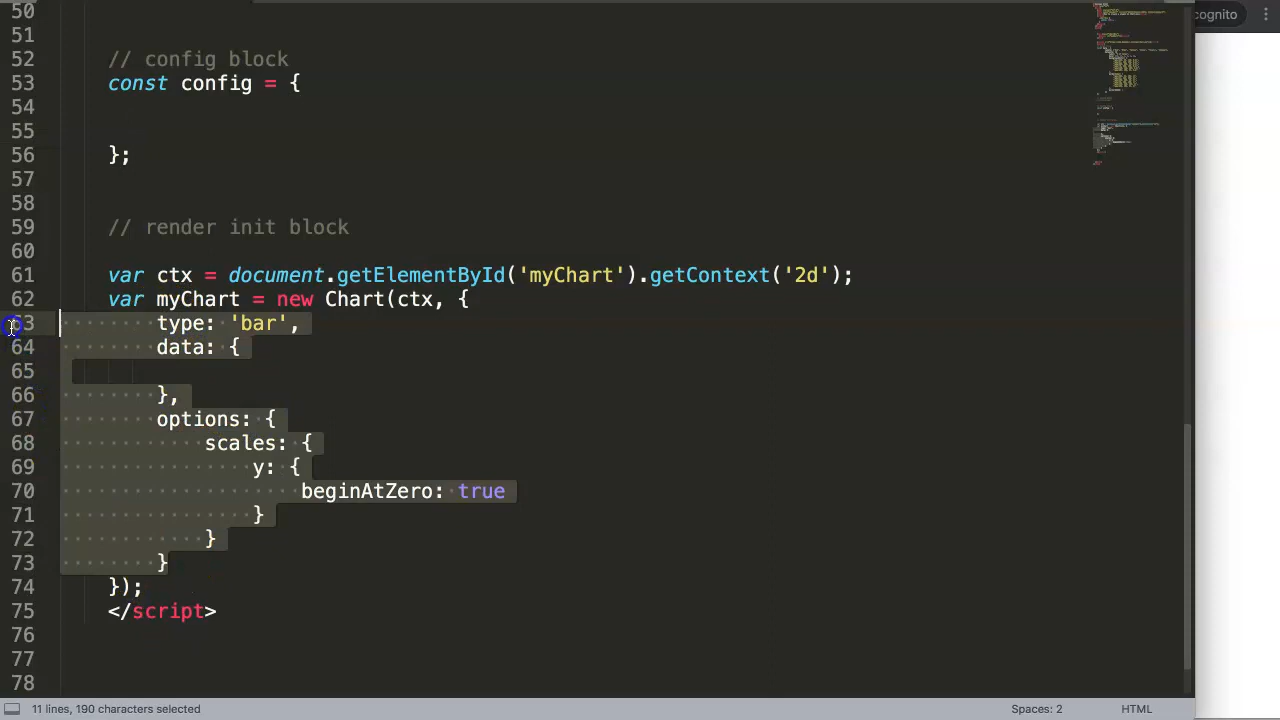 cognito
50
51
52 // config block
53 const config = {
54
55
56 };
57
58
59 // render init block
60
61 var ctx = document.getElementById('myChart').getContext('2d');
62 var myChart = new Chart(ctx, {
63 type: 'bar',
64 data: {
65
66 },
67 options: {
68 scales: {
69 y: {
70 beginAtZero: true
71 }
72 }
73 }
74 });
75 </script>
76
77
78
11 lines, 190 characters selected Spaces: 2 HTML